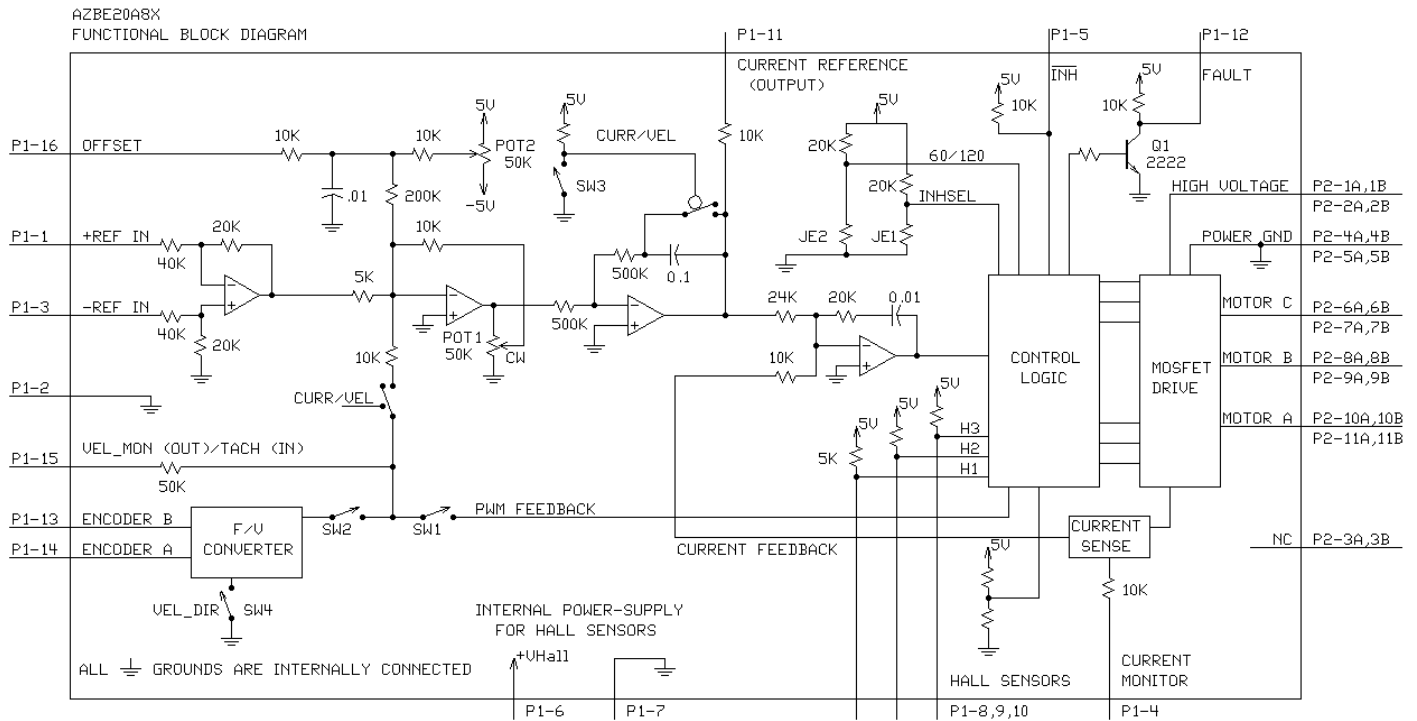 AZBE20A8X
FUNCTIONAL BLOCK DIAGRAM
P1-11
P1-5
P1-12
CURRENT REFERENCE
(OUTPUT)
INH
FAULT
5V
10K
5V
10K
Q1
2222
P1-16
OFFSET
10K
10K
5V
POT2
50K
-5V
.01
200K
5V
CURR/VEL
SW3
10K
5V
20K
60/120
20K
INHSEL
JE2
JE1
HIGH VOLTAGE
P2-1A,1B
P2-2A,2B
P1-1
+REF IN
40K
20K
10K
500K
0.1
POWER GND
P2-4A,4B
P2-5A,5B
P1-3
-REF IN
40K
20K
5K
POT1
50K
CW
500K
24K
20K
0.01
10K
MOTOR C
P2-6A,6B
P2-7A,7B
CONTROL
LOGIC
MOSFET
DRIVE
MOTOR B
P2-8A,8B
P2-9A,9B
10K
P1-2
CURR/VEL
MOTOR A
P2-10A,10B
P2-11A,11B
5V
5V
5V
5K
H3
H2
H1
P1-15
VEL_MON (OUT)/TACH (IN)
50K
P1-13
ENCODER B
P1-14
ENCODER A
F/V
CONVERTER
SW2
SW1
PWM FEEDBACK
CURRENT FEEDBACK
CURRENT
SENSE
NC
P2-3A,3B
VEL_DIR
SW4
5V
10K
INTERNAL POWER-SUPPLY
FOR HALL SENSORS
+VHall
ALL GROUNDS ARE INTERNALLY CONNECTED
HALL SENSORS
CURRENT
MONITOR
P1-6
P1-7
P1-8,9,10
P1-4